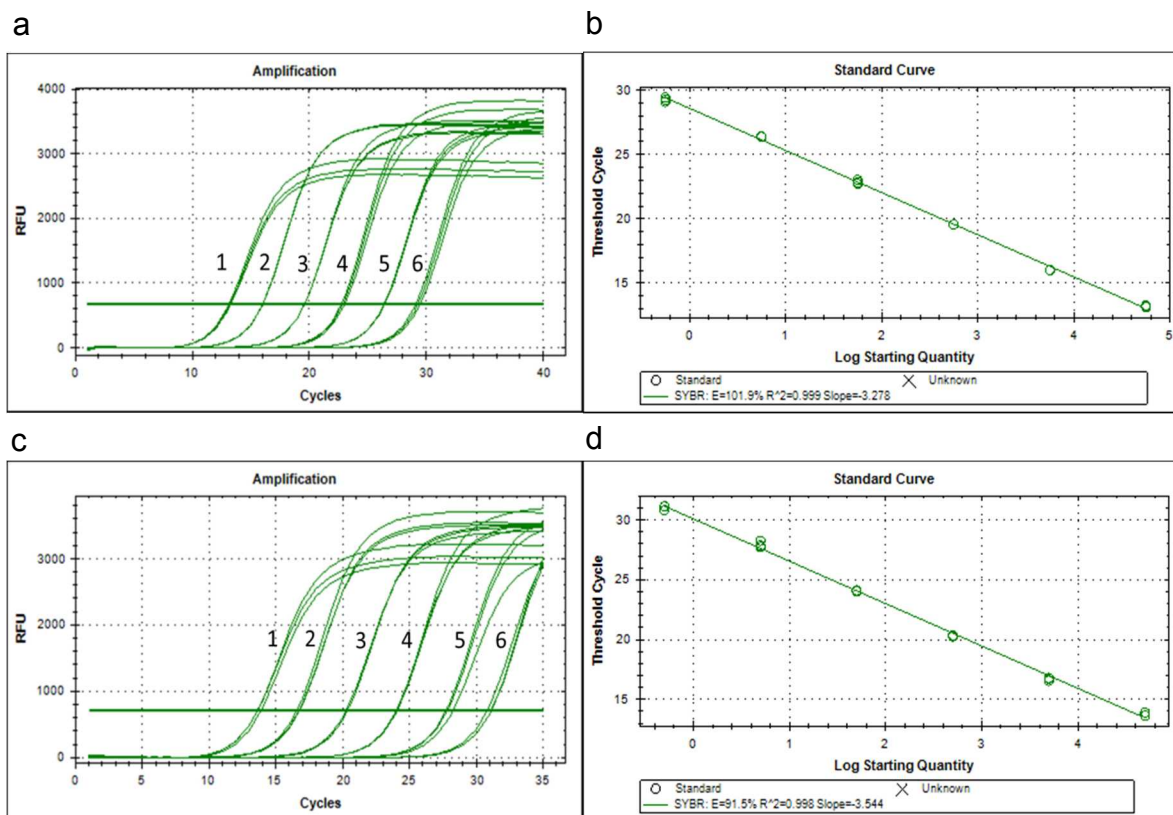 a
Amplification
4000
3000
2000
1000
0
RFU
1 2 3 4 5 6
0 10 20 30 40
Cycles
b
Standard Curve
30
25
20
15
Threshold Cycle
0 1 2 3 4 5
Log Starting Quantity
Standard Unknown
SYBR: E=101.9% R^2=0.999 Slope=-3.278
c
Amplification
3000
2000
1000
0
RFU
1 2 3 4 5 6
0 5 10 15 20 25 30 35
Cycles
d
Standard Curve
30
25
20
15
Threshold Cycle
0 1 2 3 4
Log Starting Quantity
Standard Unknown
SYBR: E=91.5% R^2=0.998 Slope=-3.544